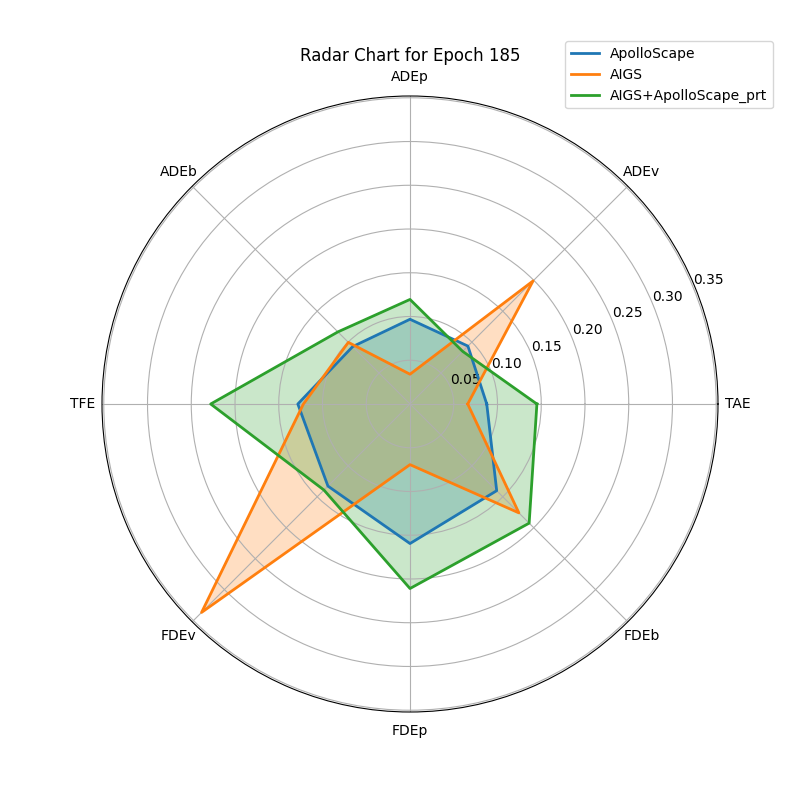 Radar Chart for Epoch 185
ApolloScape
AIGS
AIGS+ApolloScape_prt
ADEp
ADEb
ADEv
0.35
0.30
0.25
0.20
0.15
0.10
0.05
TFE
TAE
FDEv
FDEb
FDEp